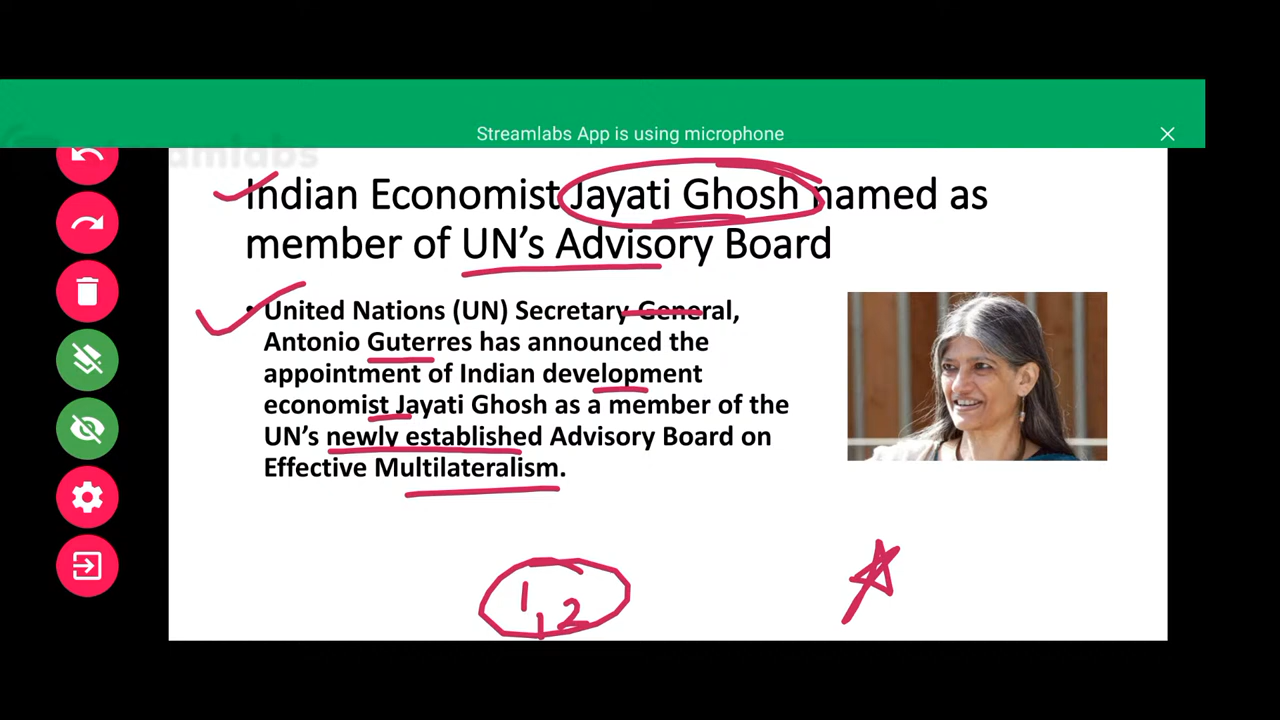 Streamlabs App is using microphone
amlabs
Indian Economist Jayati Ghosh named as
member of UN's Advisory Board
• United Nations (UN) Secretary General,
Antonio Guterres has announced the
appointment of Indian development
economist Jayati Ghosh as a member of the
UN's newly established Advisory Board on
Effective Multilateralism.
1,2